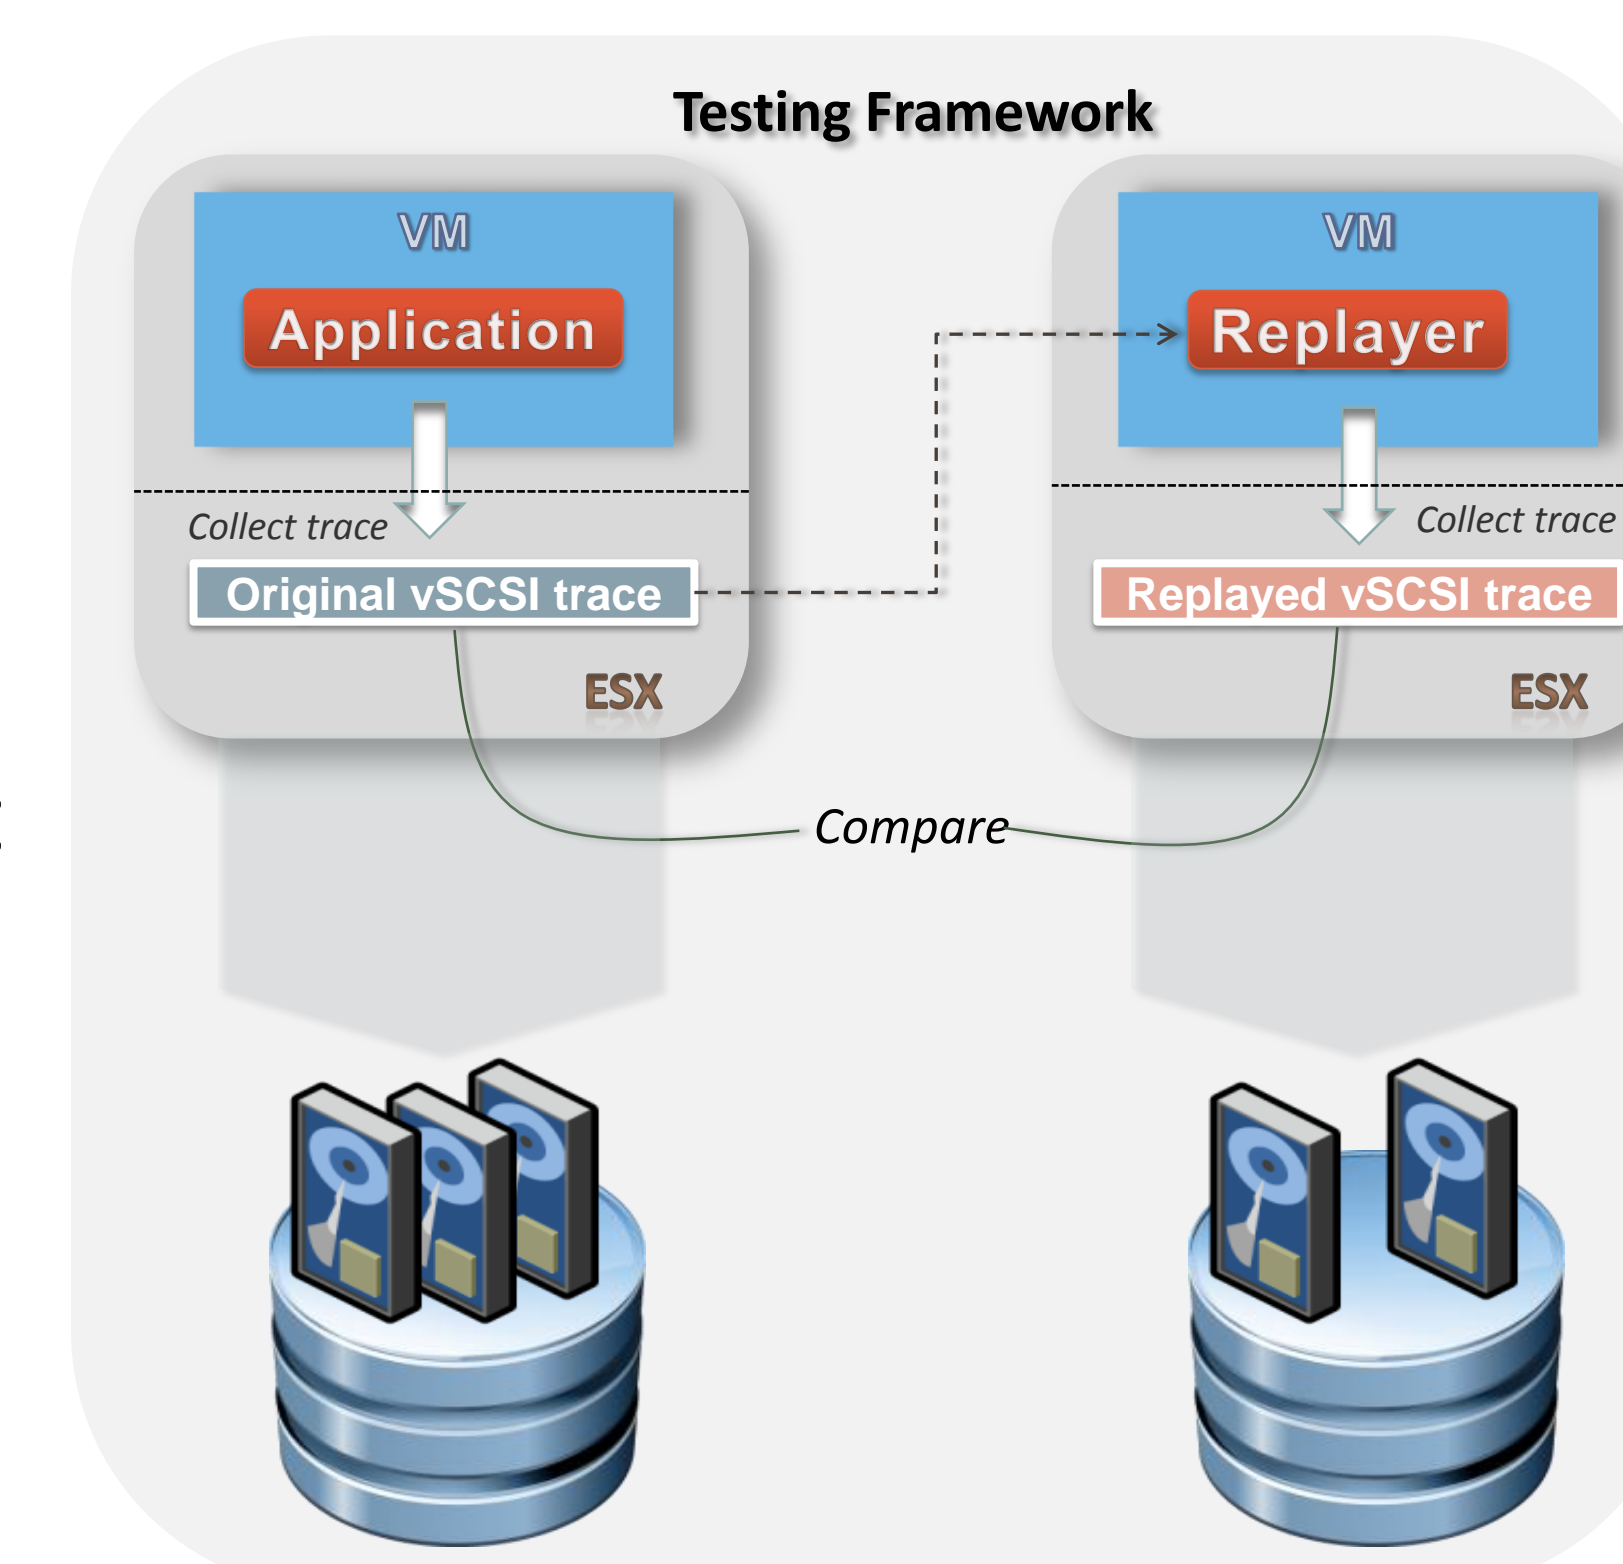 Testing Framework
VM
Application
Collect trace
Original vSCSI trace
ESX
VM
Replayer
Collect trace
Replayed vSCSI trace
ESX
Compare